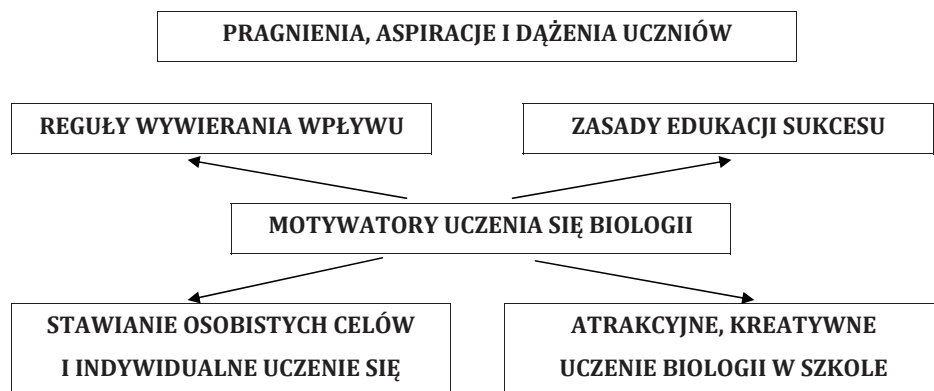 PRAGNIENIA, ASPIRACJE I DĄŻENIA UCZNIÓW
REGUŁY WYWIERANIA WPŁYWU
ZASADY EDUKACJI SUKCESU
MOTYWATORY UCZENIA SIĘ BIOLOGII
STAWIANIE OSOBISTYCH CELÓW
I INDYWIDUALNE UCZENIE SIĘ
ATRAKCYJNE, KREATYWNE
UCZENIE BIOLOGII W SZKOLE